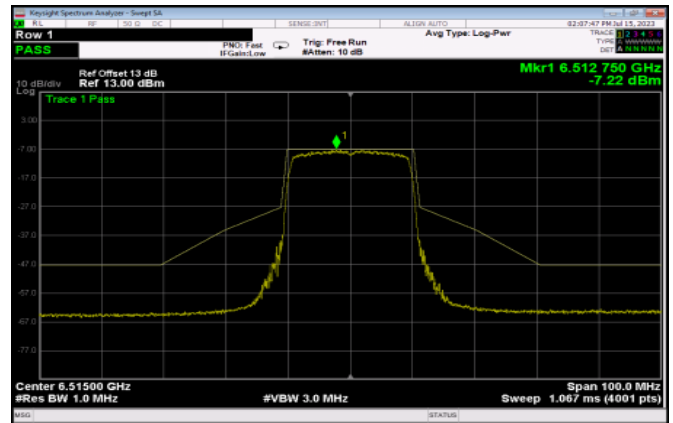 Keysight Spectrum Analyzer - Swept SA
RL RF 50 Ω DC SENSE:INT ALIGN AUTO 02:07:47 PM Jul 15, 2023
Row 1
PASS
PNO: Fast
IFGain:Low
Trig: Free Run
#Atten: 10 dB
Avg Type: Log-Pwr
TRACE 1 2 3 4 5 6
TYPE A WWWWW
DET A N N N N N
Mkr1 6.512 750 GHz
-7.22 dBm
Ref Offset 13 dB
10 dB/div Ref 13.00 dBm
Log
Trace 1 Pass
1
3.00
-7.00
-17.0
-27.0
-37.0
-47.0
-57.0
-67.0
-77.0
Center 6.51500 GHz Span 100.0 MHz
#Res BW 1.0 MHz #VBW 3.0 MHz Sweep 1.067 ms (4001 pts)
MSG STATUS